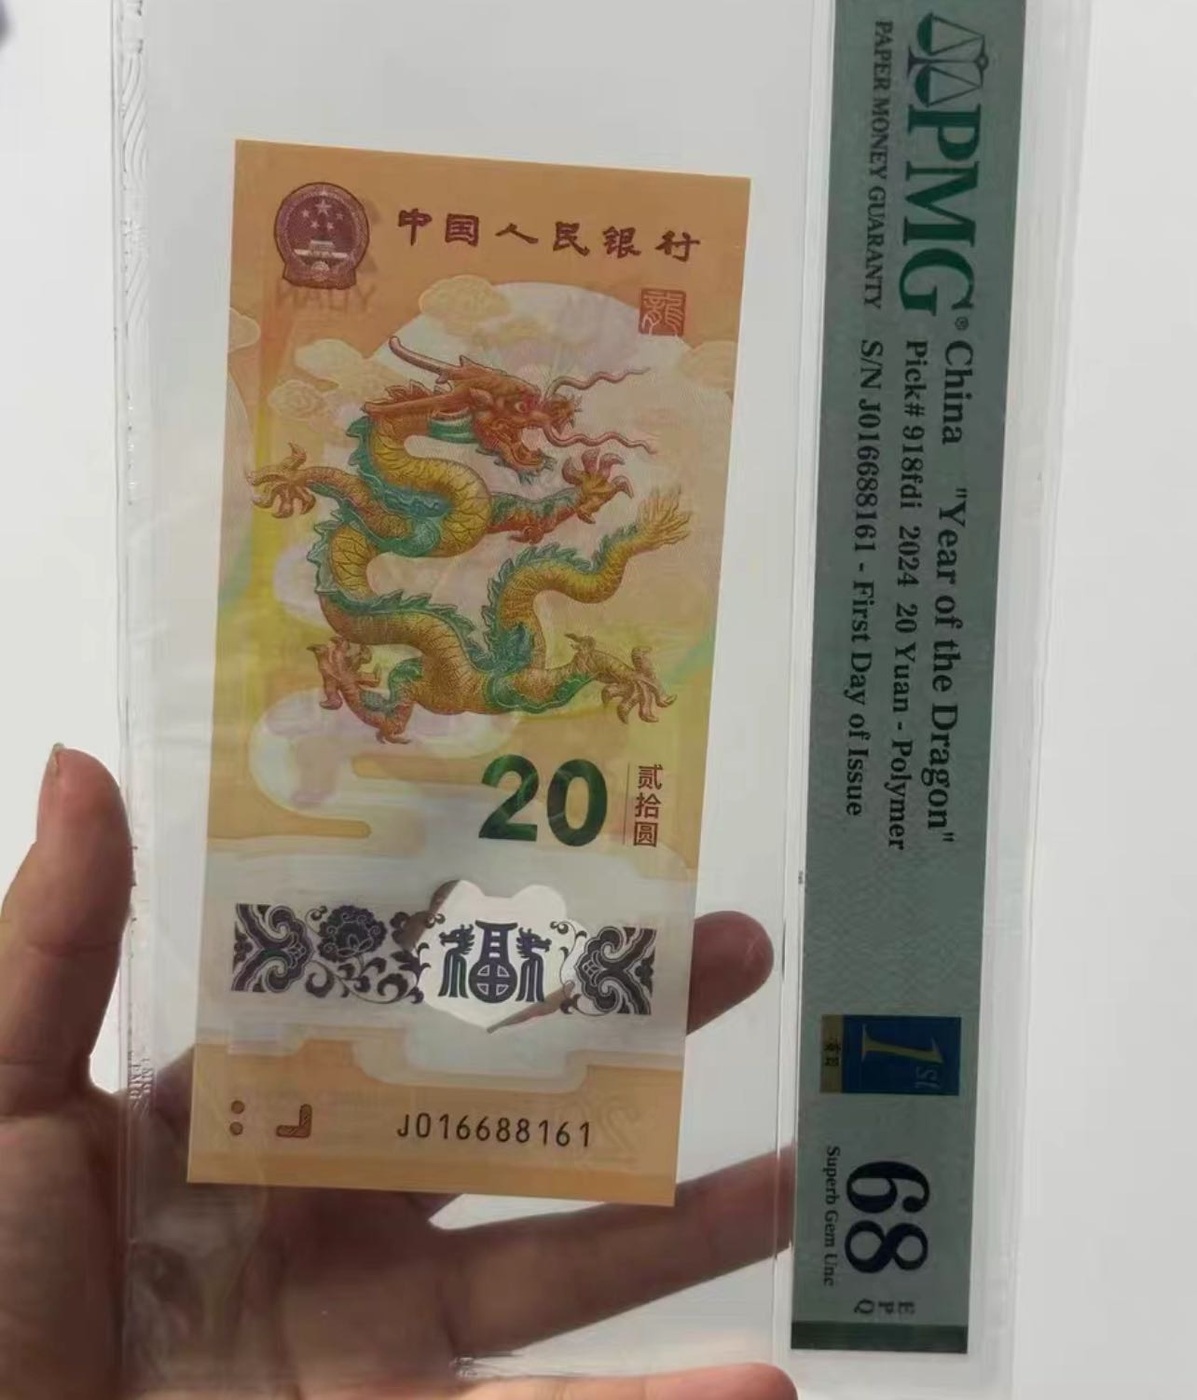 中国人民银行
龍
YUAN
20
贰拾圆
福
J016688161
PMG®
PAPER MONEY GUARANTY
China "Year of the Dragon"
Pick# 918fdi 2024 20 Yuan - Polymer
S/N J016688161 - First Day of Issue
1st
68
Superb Gem Unc
EPQ